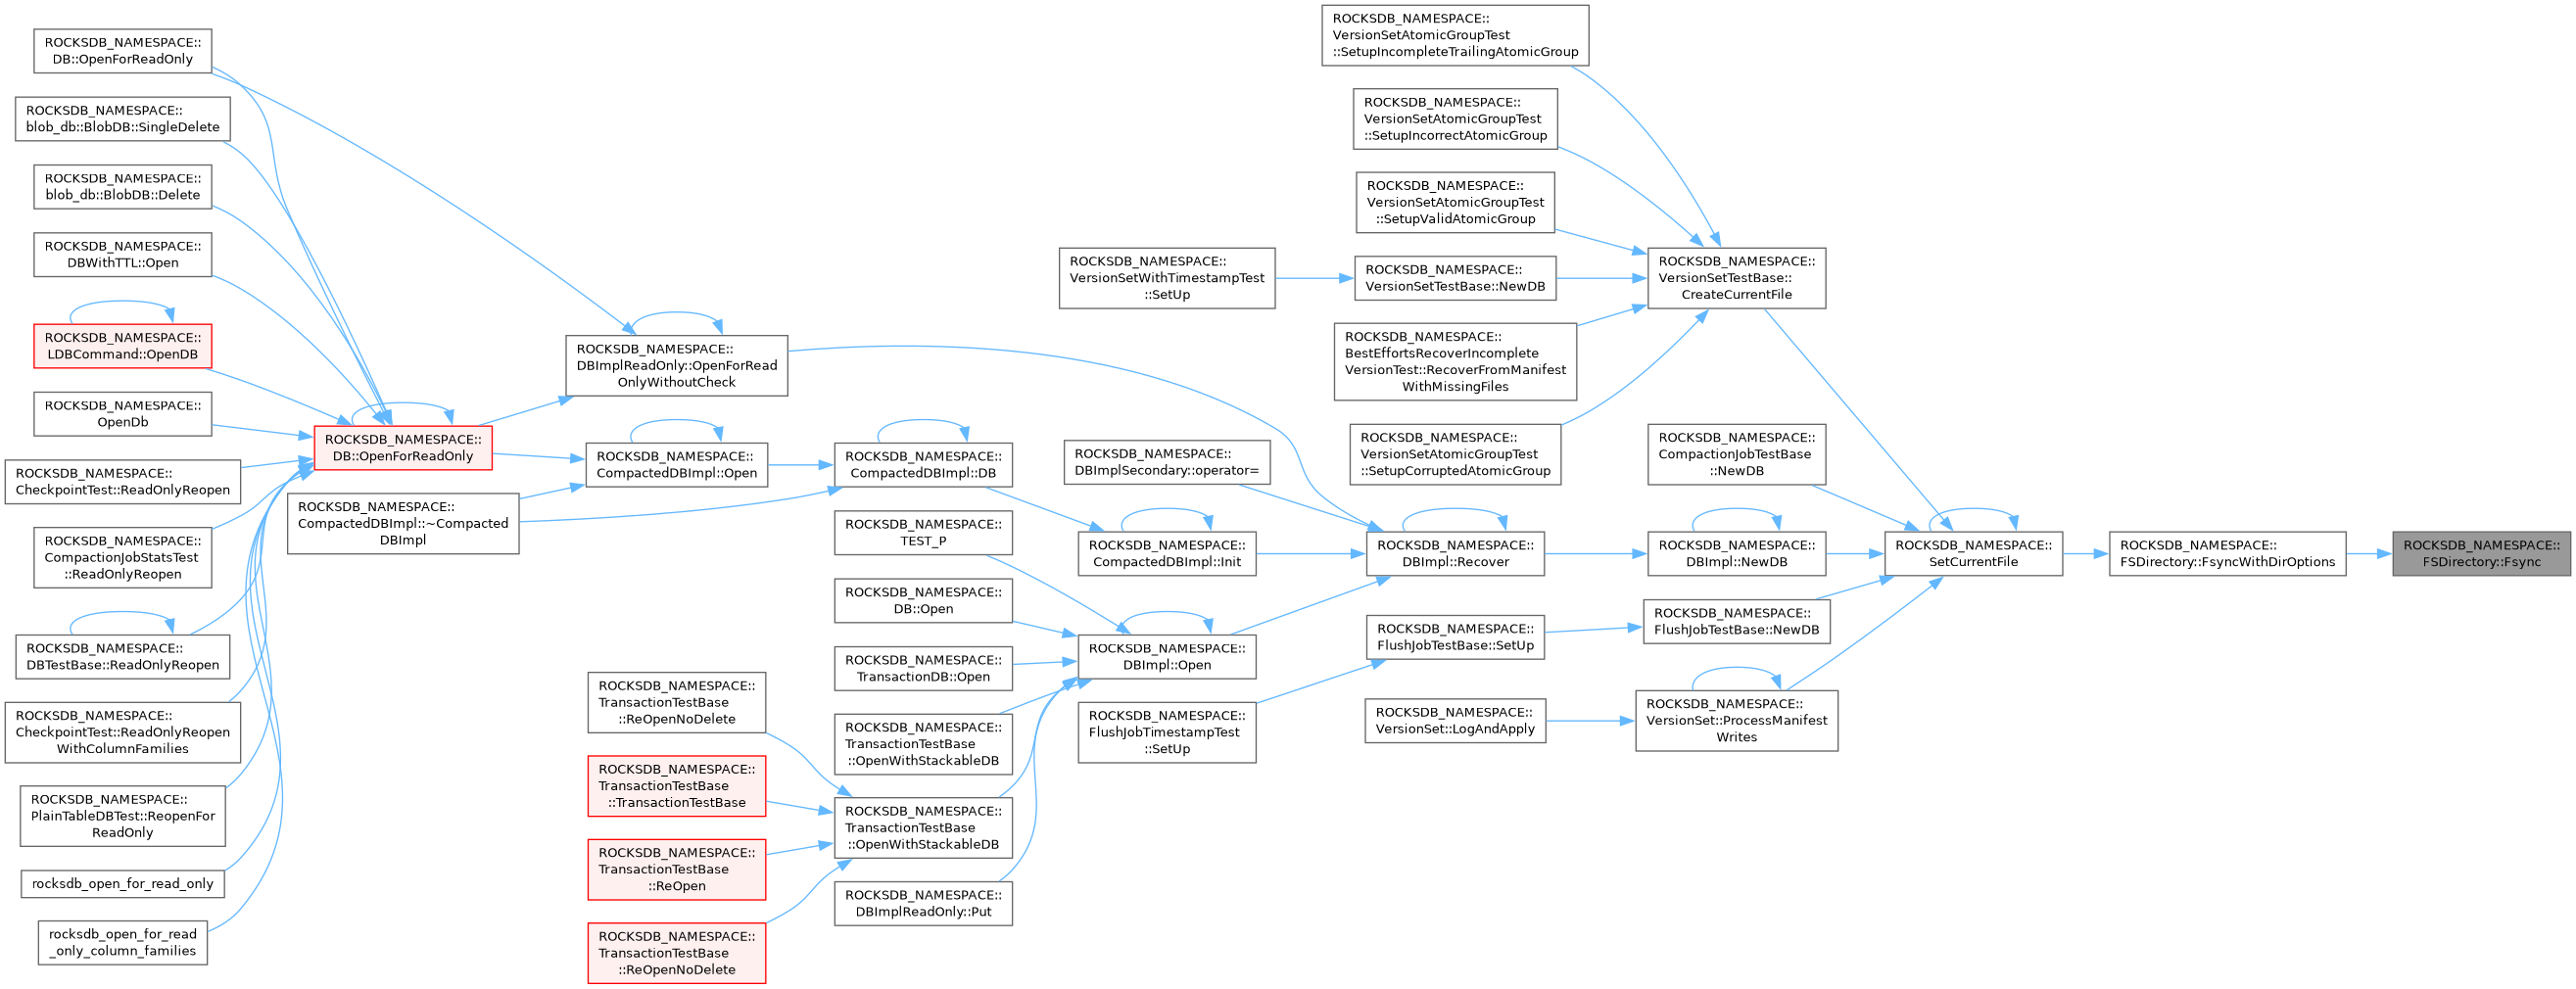 ROCKSDB_NAMESPACE::
DB::OpenForReadOnly
ROCKSDB_NAMESPACE::
blob_db::BlobDB::SingleDelete
ROCKSDB_NAMESPACE::
blob_db::BlobDB::Delete
ROCKSDB_NAMESPACE::
DBWithTTL::Open
ROCKSDB_NAMESPACE::
LDBCommand::OpenDB
ROCKSDB_NAMESPACE::
OpenDb
ROCKSDB_NAMESPACE::
CheckpointTest::ReadOnlyReopen
ROCKSDB_NAMESPACE::
CompactionJobStatsTest
::ReadOnlyReopen
ROCKSDB_NAMESPACE::
DBTestBase::ReadOnlyReopen
ROCKSDB_NAMESPACE::
CheckpointTest::ReadOnlyReopen
WithColumnFamilies
ROCKSDB_NAMESPACE::
PlainTableDBTest::ReopenFor
ReadOnly
rocksdb_open_for_read_only
rocksdb_open_for_read
_only_column_families
ROCKSDB_NAMESPACE::
DB::OpenForReadOnly
ROCKSDB_NAMESPACE::
CompactedDBImpl::~Compacted
DBImpl
ROCKSDB_NAMESPACE::
DBImplReadOnly::OpenForRead
OnlyWithoutCheck
ROCKSDB_NAMESPACE::
CompactedDBImpl::Open
ROCKSDB_NAMESPACE::
TransactionTestBase
::ReOpenNoDelete
ROCKSDB_NAMESPACE::
TransactionTestBase
::TransactionTestBase
ROCKSDB_NAMESPACE::
TransactionTestBase
::ReOpen
ROCKSDB_NAMESPACE::
TransactionTestBase
::ReOpenNoDelete
ROCKSDB_NAMESPACE::
CompactedDBImpl::DB
ROCKSDB_NAMESPACE::
TEST_P
ROCKSDB_NAMESPACE::
DB::Open
ROCKSDB_NAMESPACE::
TransactionDB::Open
ROCKSDB_NAMESPACE::
TransactionTestBase
::OpenWithStackableDB
ROCKSDB_NAMESPACE::
TransactionTestBase
::OpenWithStackableDB
ROCKSDB_NAMESPACE::
DBImplReadOnly::Put
ROCKSDB_NAMESPACE::
VersionSetWithTimestampTest
::SetUp
ROCKSDB_NAMESPACE::
DBImplSecondary::operator=
ROCKSDB_NAMESPACE::
CompactedDBImpl::Init
ROCKSDB_NAMESPACE::
DBImpl::Open
ROCKSDB_NAMESPACE::
FlushJobTimestampTest
::SetUp
ROCKSDB_NAMESPACE::
VersionSetAtomicGroupTest
::SetupIncompleteTrailingAtomicGroup
ROCKSDB_NAMESPACE::
VersionSetAtomicGroupTest
::SetupIncorrectAtomicGroup
ROCKSDB_NAMESPACE::
VersionSetAtomicGroupTest
::SetupValidAtomicGroup
ROCKSDB_NAMESPACE::
VersionSetTestBase::NewDB
ROCKSDB_NAMESPACE::
BestEffortsRecoverIncomplete
VersionTest::RecoverFromManifest
WithMissingFiles
ROCKSDB_NAMESPACE::
VersionSetAtomicGroupTest
::SetupCorruptedAtomicGroup
ROCKSDB_NAMESPACE::
DBImpl::Recover
ROCKSDB_NAMESPACE::
FlushJobTestBase::SetUp
ROCKSDB_NAMESPACE::
VersionSet::LogAndApply
ROCKSDB_NAMESPACE::
VersionSetTestBase::
CreateCurrentFile
ROCKSDB_NAMESPACE::
CompactionJobTestBase
::NewDB
ROCKSDB_NAMESPACE::
DBImpl::NewDB
ROCKSDB_NAMESPACE::
FlushJobTestBase::NewDB
ROCKSDB_NAMESPACE::
VersionSet::ProcessManifest
Writes
ROCKSDB_NAMESPACE::
SetCurrentFile
ROCKSDB_NAMESPACE::
FSDirectory::FsyncWithDirOptions
ROCKSDB_NAMESPACE::
FSDirectory::Fsync